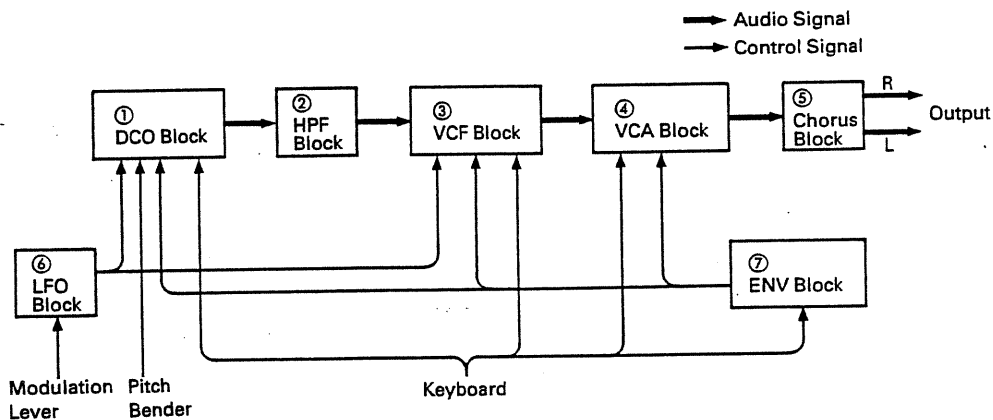 Audio Signal
Control Signal
① DCO Block
② HPF
Block
③ VCF Block
④ VCA Block
⑤ Chorus
Block
R
L
Output
⑥ LFO
Block
⑦ ENV Block
Modulation
Lever
Pitch
Bender
Keyboard